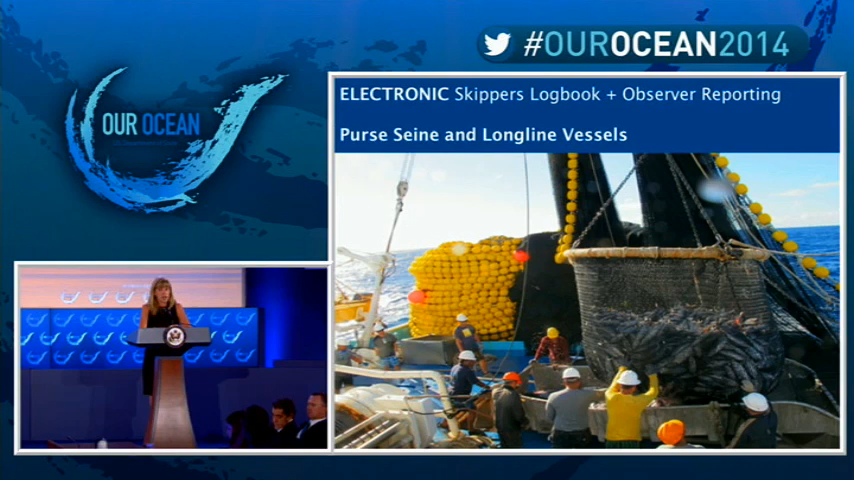 #OUROCEAN2014
OUR OCEAN
ELECTRONIC Skippers Logbook + Observer Reporting
Purse Seine and Longline Vessels